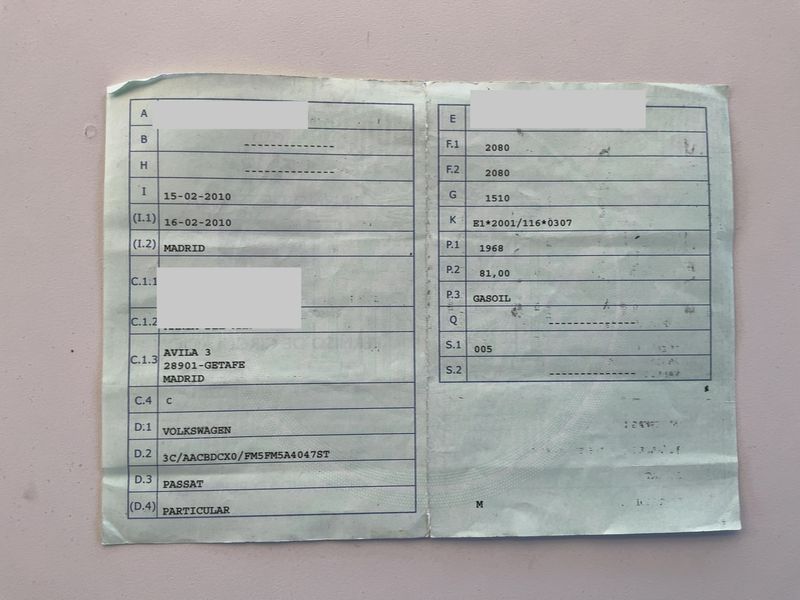 A
B --------------
H --------------
I 15-02-2010
(I.1) 16-02-2010
(I.2) MADRID
C.1.1
C.1.2
C.1.3 AVILA 3
28901-GETAFE
MADRID
C.4 C
D.1 VOLKSWAGEN
D.2 3C/AACBDCX0/FM5FM5A4047ST
D.3 PASSAT
(D.4) PARTICULAR
E
F.1 2080
F.2 2080
G 1510
K E1*2001/116*0307
P.1 1968
P.2 81,00
P.3 GASOIL
Q --------------
S.1 005
S.2 --------------
M